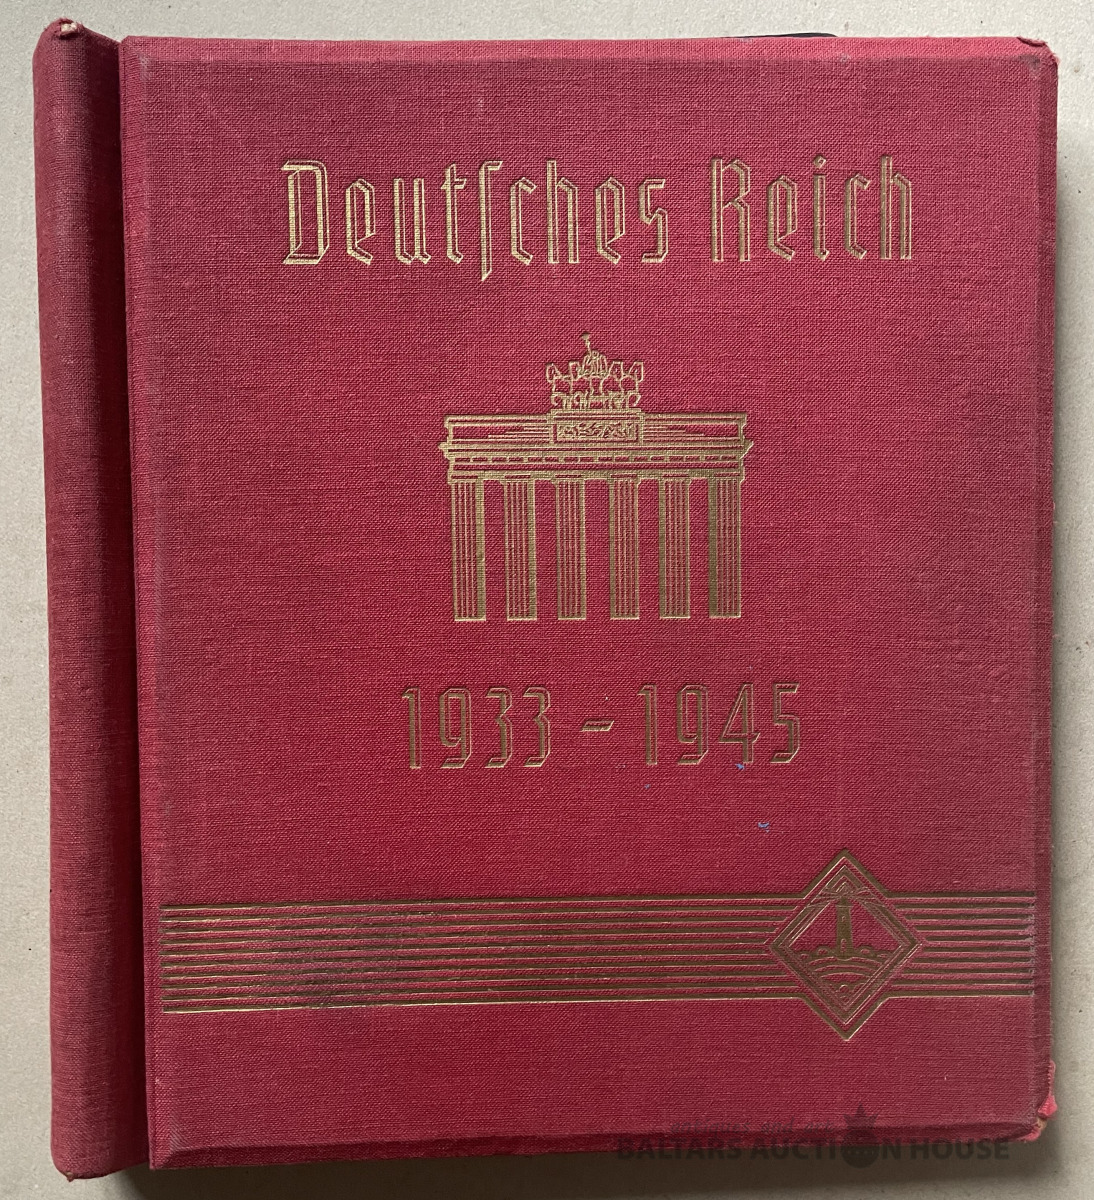 Deutſches Reich
1933 - 1945
BALTARS AUCTION HOUSE